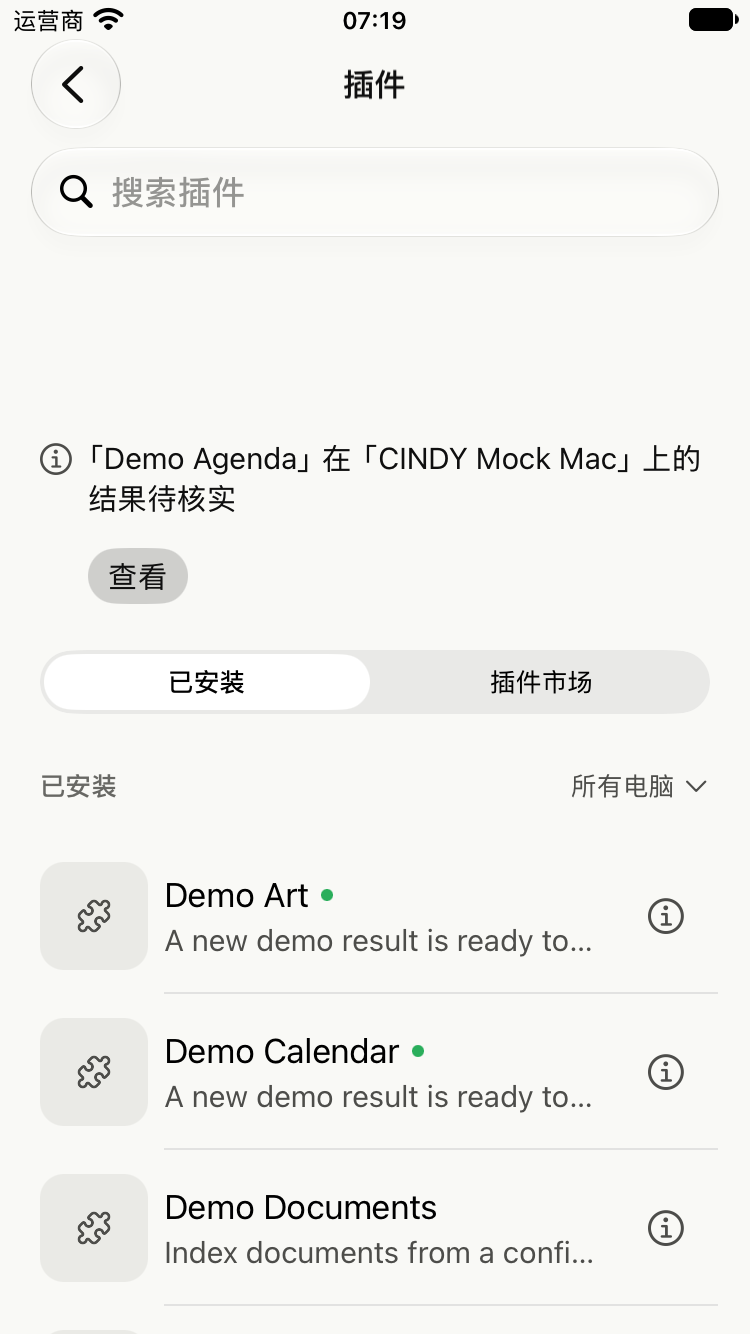 运营商 07:19
插件
搜索插件
「Demo Agenda」在「CINDY Mock Mac」上的
结果待核实
查看
已安装 插件市场
已安装 所有电脑
Demo Art
A new demo result is ready to...
Demo Calendar
A new demo result is ready to...
Demo Documents
Index documents from a confi...